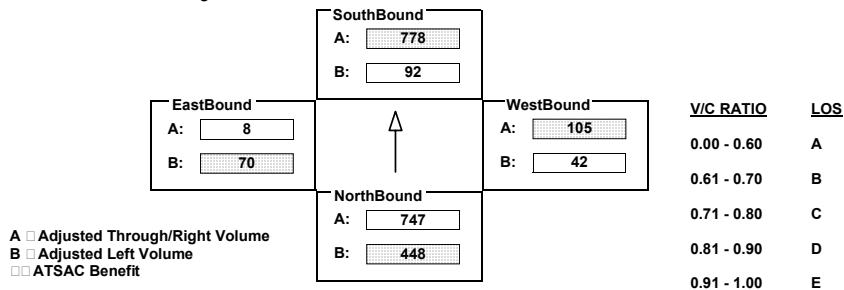 SouthBound
A: 778
B: 92
EastBound
A: 8
B: 70
WestBound
A: 105
B: 42
NorthBound
A: 747
B: 448
A □ Adjusted Through/Right Volume
B □ Adjusted Left Volume
□□ ATSAC Benefit
V/C RATIO LOS
0.00 - 0.60 A
0.61 - 0.70 B
0.71 - 0.80 C
0.81 - 0.90 D
0.91 - 1.00 E